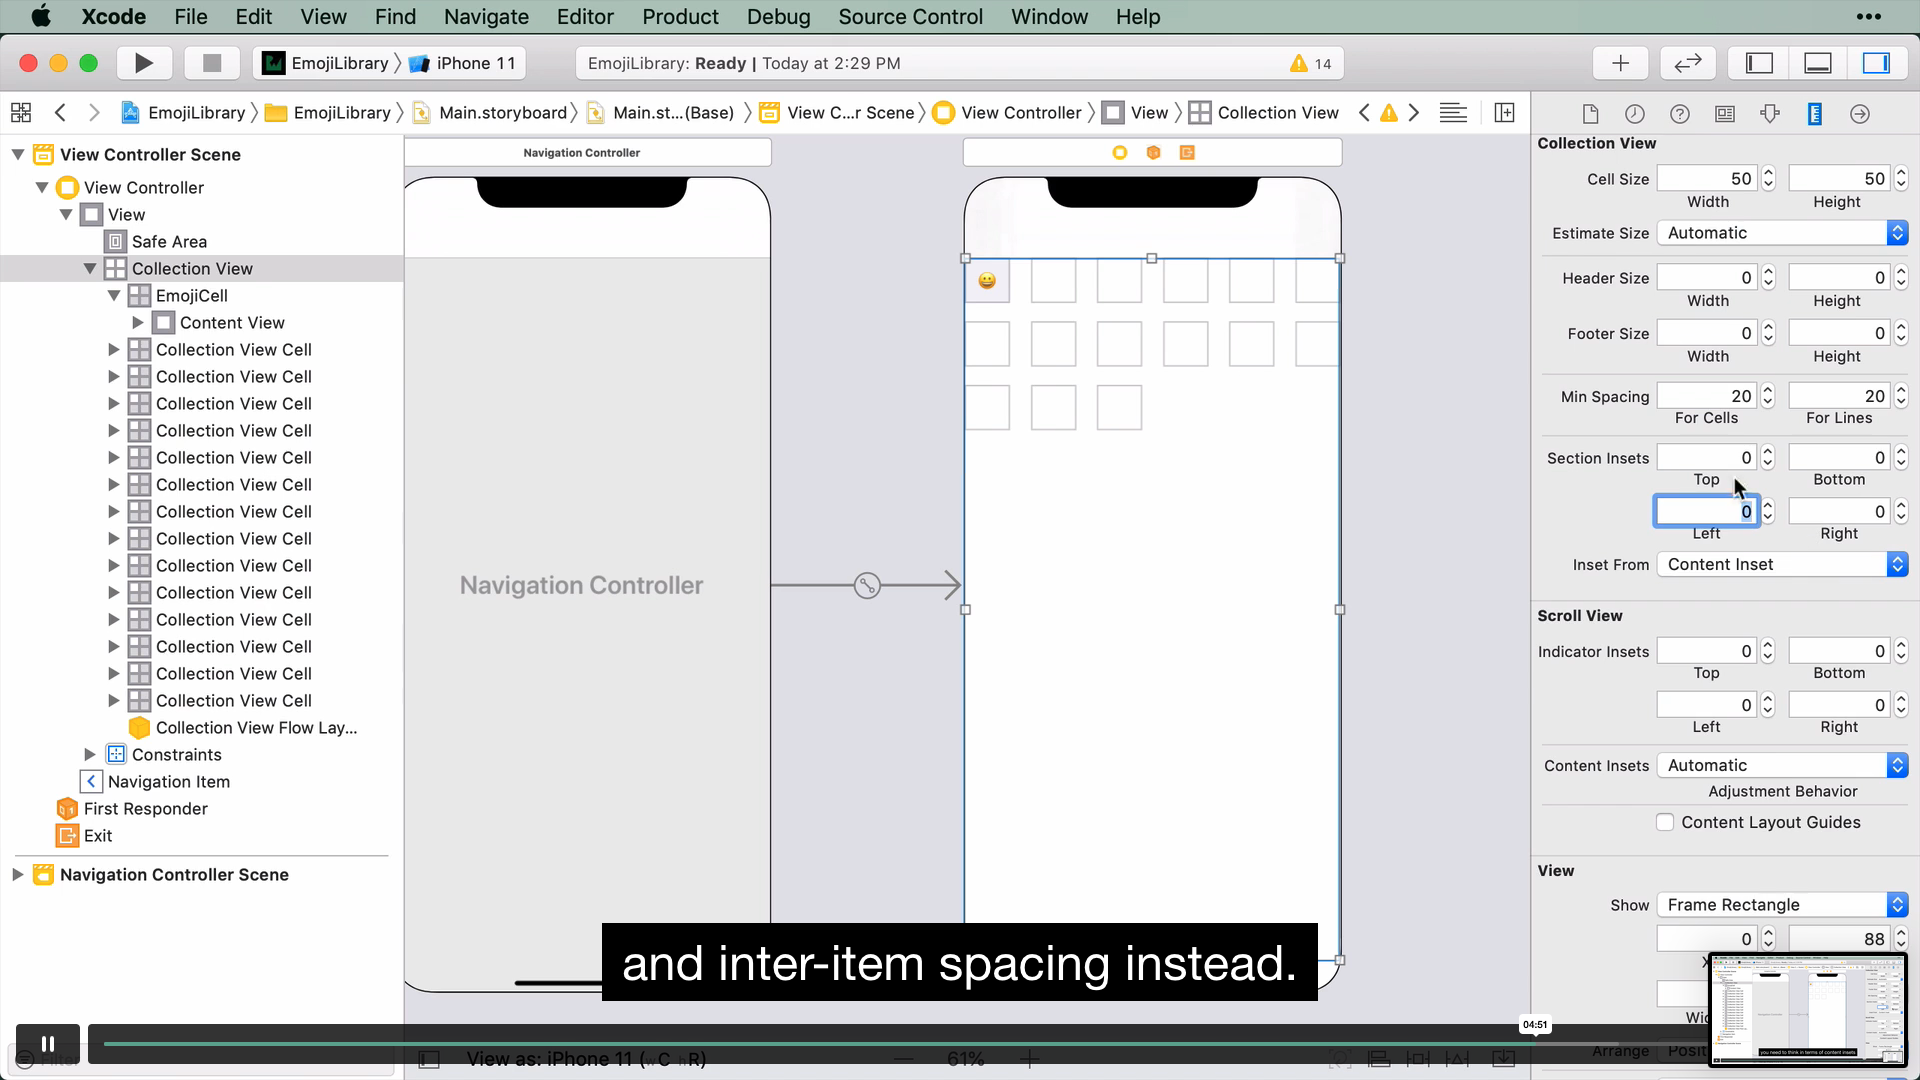 Xcode File Edit View Find Navigate Editor Product Debug Source Control Window Help
EmojiLibrary iPhone 11
EmojiLibrary: Ready | Today at 2:29 PM 14
EmojiLibrary EmojiLibrary Main.storyboard Main.st...(Base) View C...r Scene View Controller View Collection View
View Controller Scene
View Controller
View
Safe Area
Collection View
EmojiCell
Content View
Collection View Cell
Collection View Cell
Collection View Cell
Collection View Cell
Collection View Cell
Collection View Cell
Collection View Cell
Collection View Cell
Collection View Cell
Collection View Cell
Collection View Cell
Collection View Cell
Collection View Cell
Collection View Cell
Collection View Flow Lay...
Constraints
Navigation Item
First Responder
Exit
Navigation Controller Scene
Filter
Navigation Controller
Navigation Controller
View as: iPhone 11 (wC hR)
61%
Collection View
Cell Size 50 50
Width Height
Estimate Size Automatic
Header Size 0 0
Width Height
Footer Size 0 0
Width Height
Min Spacing 20 20
For Cells For Lines
Section Insets 0 0
Top Bottom
0 0
Left Right
Inset From Content Inset
Scroll View
Indicator Insets 0 0
Top Bottom
0 0
Left Right
Content Insets Automatic
Adjustment Behavior
Content Layout Guides
View
Show Frame Rectangle
0 88
Arrange
and inter-item spacing instead.
04:51
you need to think in terms of content insets